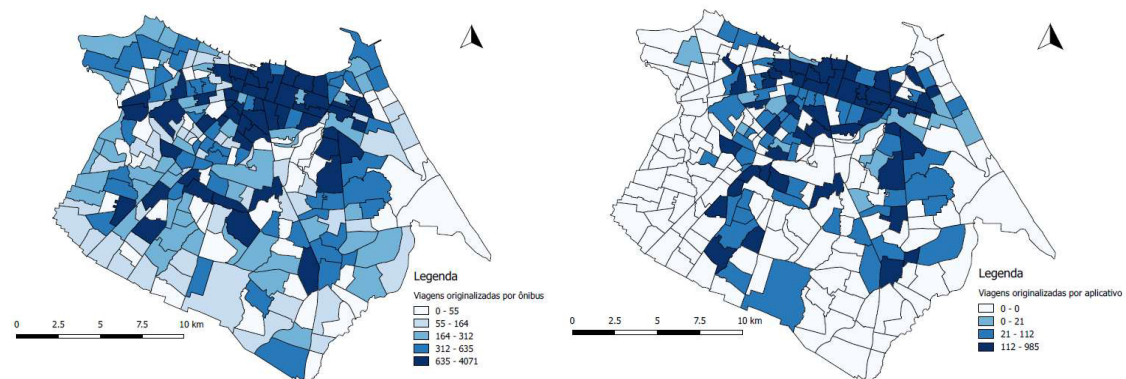 Legenda
Viagens originalizadas por ônibus
0 - 55
55 - 164
164 - 312
312 - 635
635 - 4071
0 2.5 5 7.5 10 km
Legenda
Viagens originalizadas por aplicativo
0 - 0
0 - 21
21 - 112
112 - 985
0 2.5 5 7.5 10 km